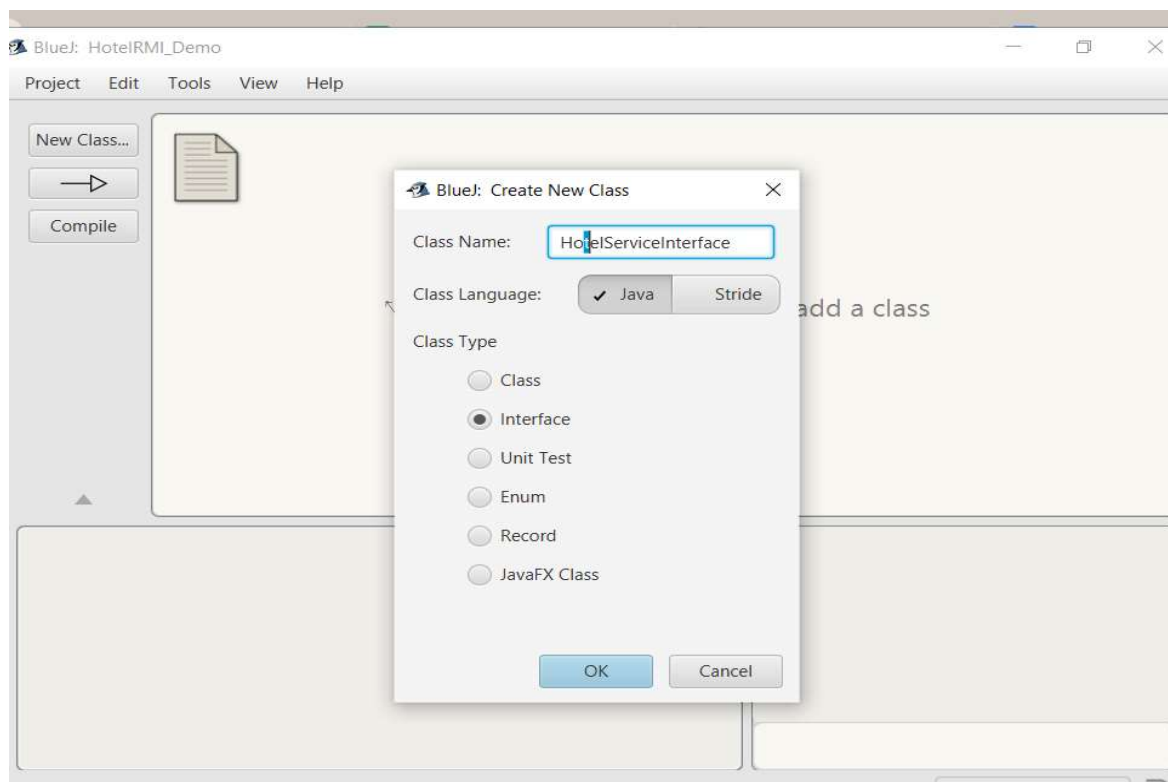 BlueJ: HotelRMI_Demo
Project Edit Tools View Help
New Class...
Compile
add a class
BlueJ: Create New Class
Class Name: HotelServiceInterface
Class Language: Java Stride
Class Type
Class
Interface
Unit Test
Enum
Record
JavaFX Class
OK Cancel